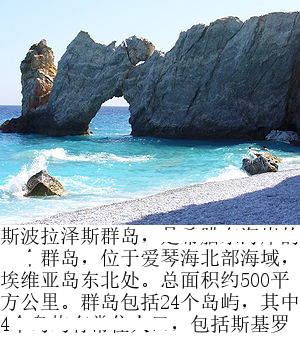 斯波拉泽斯群岛，
群岛，位于爱琴海北部海域，
埃维亚岛东北处。总面积约500平
方公里。群岛包括24个岛屿，其中
4 包括斯基罗